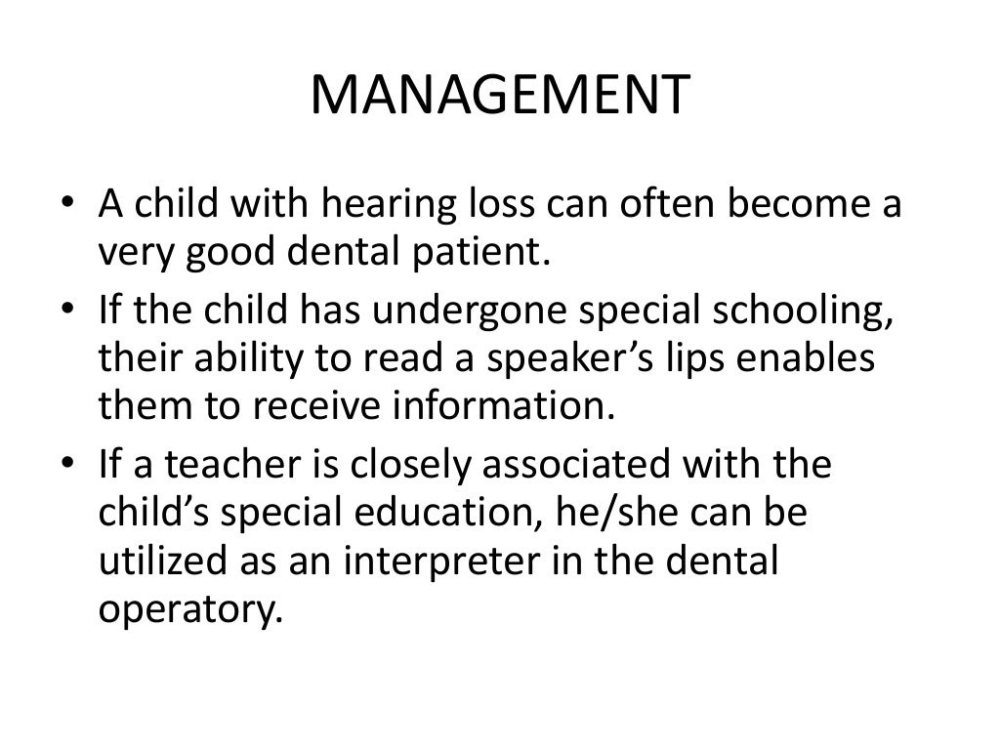 MANAGEMENT
• A child with hearing loss can often become a
very good dental patient.
• If the child has undergone special schooling,
their ability to read a speaker’s lips enables
them to receive information.
• If a teacher is closely associated with the
child’s special education, he/she can be
utilized as an interpreter in the dental
operatory.